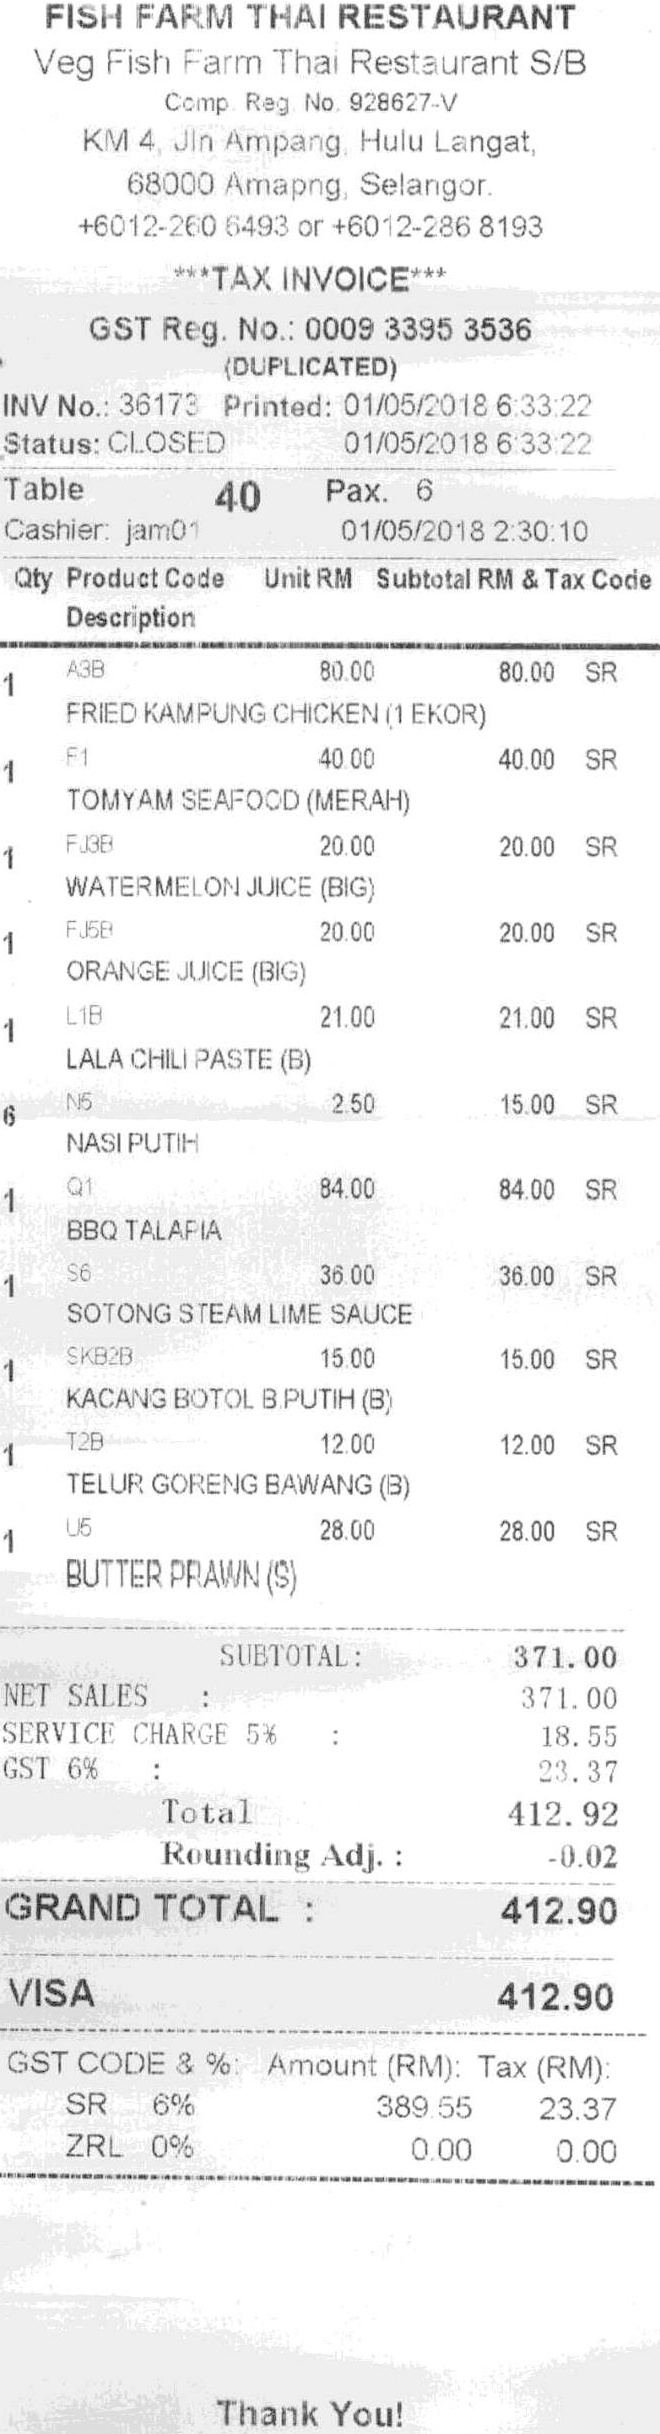 FISH FARM THAI RESTAURANT
Veg Fish Farm Thai Restaurant S/B
Comp. Reg. No. 928627-V
KM 4, Jln Ampang, Hulu Langat,
68000 Amapng, Selangor.
+6012-260 6493 or +6012-286 8193
***TAX INVOICE***
GST Reg. No.: 0009 3395 3536
(DUPLICATED)
INV No.: 36173 Printed: 01/05/2018 6:33:22
Status: CLOSED 01/05/2018 6:33:22
Table 40 Pax. 6
Cashier: jam01 01/05/2018 2:30:10
Qty Product Code Unit RM Subtotal RM & Tax Code
Description
1 A3B 80.00 80.00 SR
FRIED KAMPUNG CHICKEN (1 EKOR)
1 F1 40.00 40.00 SR
TOMYAM SEAFOOD (MERAH)
1 FJ3B 20.00 20.00 SR
WATERMELON JUICE (BIG)
1 FJ5B 20.00 20.00 SR
ORANGE JUICE (BIG)
1 L1B 21.00 21.00 SR
LALA CHILI PASTE (B)
6 N5 2.50 15.00 SR
NASI PUTIH
1 Q1 84.00 84.00 SR
BBQ TALAPIA
1 S6 36.00 36.00 SR
SOTONG STEAM LIME SAUCE
1 SKB2B 15.00 15.00 SR
KACANG BOTOL B.PUTIH (B)
1 T2B 12.00 12.00 SR
TELUR GORENG BAWANG (B)
1 U5 28.00 28.00 SR
BUTTER PRAWN (S)
SUBTOTAL: 371.00
NET SALES : 371.00
SERVICE CHARGE 5% : 18.55
GST 6% : 23.37
Total 412.92
Rounding Adj. : -0.02
GRAND TOTAL : 412.90
VISA 412.90
GST CODE & %: Amount (RM): Tax (RM):
SR 6% 389.55 23.37
ZRL 0% 0.00 0.00
Thank You!